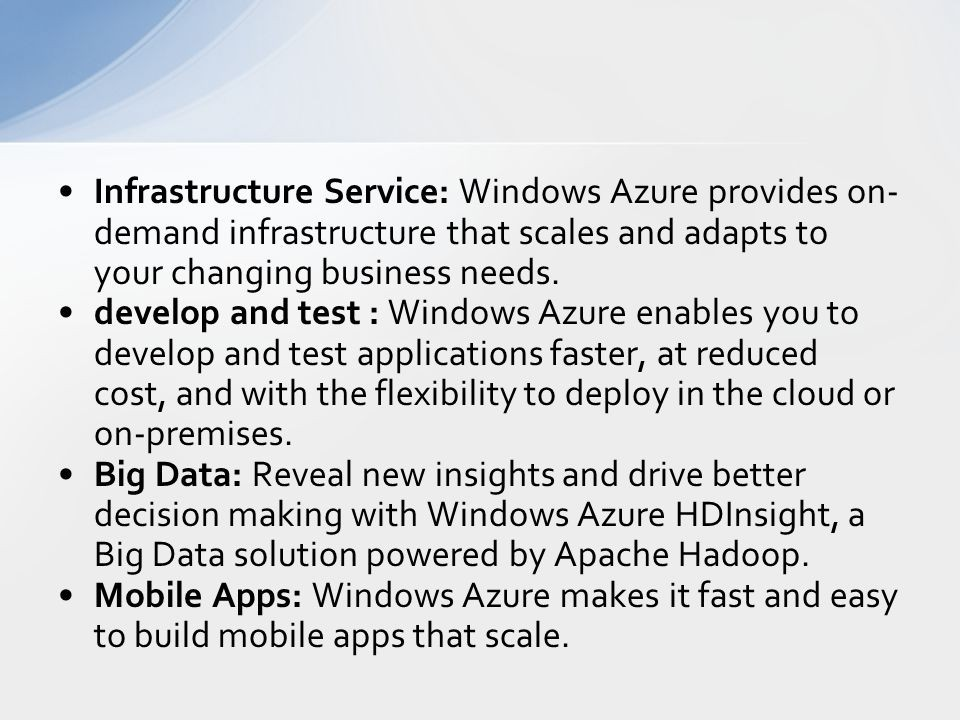 • Infrastructure Service: Windows Azure provides on-
demand infrastructure that scales and adapts to
your changing business needs.
• develop and test : Windows Azure enables you to
develop and test applications faster, at reduced
cost, and with the flexibility to deploy in the cloud or
on-premises.
• Big Data: Reveal new insights and drive better
decision making with Windows Azure HDInsight, a
Big Data solution powered by Apache Hadoop.
• Mobile Apps: Windows Azure makes it fast and easy
to build mobile apps that scale.